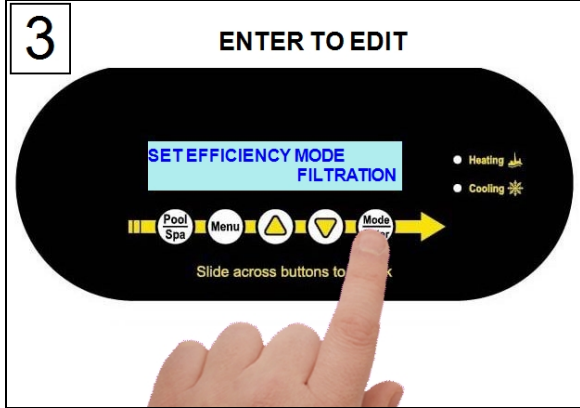 3
ENTER TO EDIT
SET EFFICIENCY MODE
FILTRATION
Heating
Cooling
Pool
Spa
Menu
Mode
Slide across buttons to